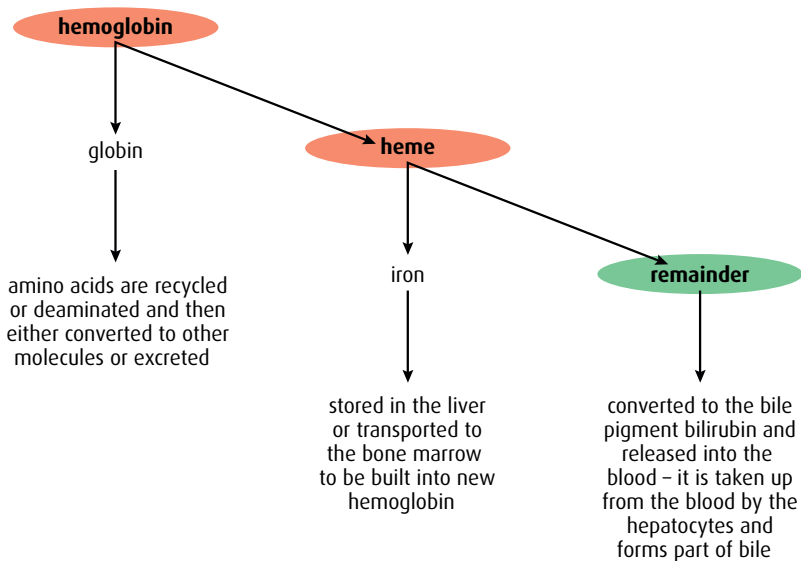 hemoglobin
globin
heme
amino acids are recycled
or deaminated and then
either converted to other
molecules or excreted
iron
remainder
stored in the liver
or transported to
the bone marrow
to be built into new
hemoglobin
converted to the bile
pigment bilirubin and
released into the
blood – it is taken up
from the blood by the
hepatocytes and
forms part of bile